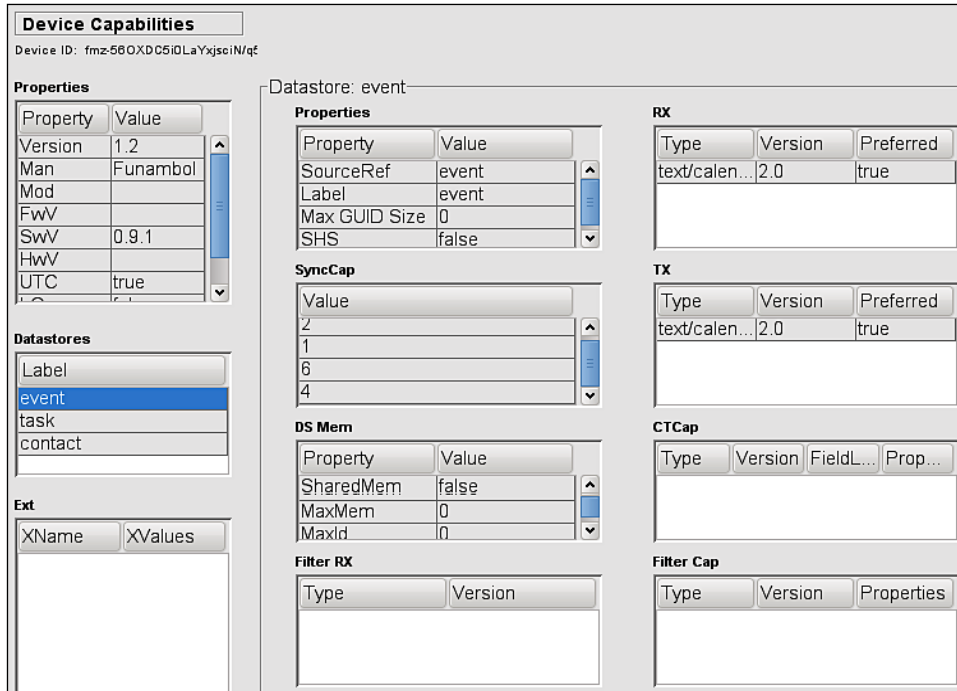 Device Capabilities
Device ID: fmz-56OXDC5i0LaYxjsciN/q
Properties
Property Value
Version 1.2
Man Funambol
Mod
FwV
SwV 0.9.1
HwV
UTC true
Datastores
Label
event
task
contact
Ext
XName XValues
Datastore: event
Properties
Property Value
SourceRef event
Label event
Max GUID Size 0
SHS false
SyncCap
Value
2
1
6
4
DS Mem
Property Value
SharedMem false
MaxMem 0
MaxId 0
Filter RX
Type Version
RX
Type Version Preferred
text/calen... 2.0 true
TX
Type Version Preferred
text/calen... 2.0 true
CTCap
Type Version FieldL... Prop...
Filter Cap
Type Version Properties